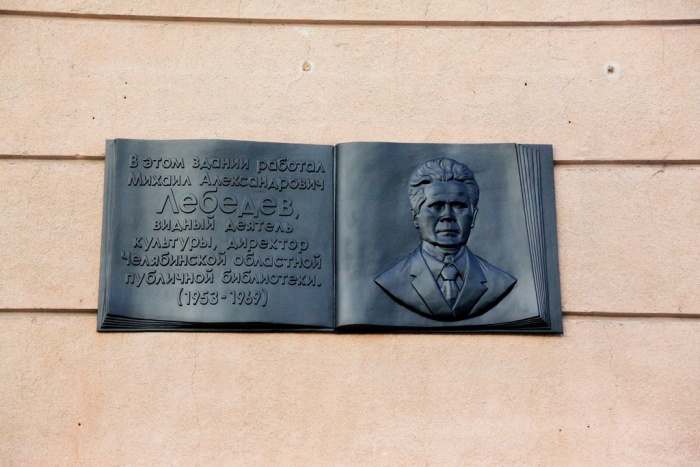 В этом здании работал
Михаил Александрович
Лебедев,
видный деятель
культуры, директор
Челябинской областной
публичной библиотеки.
(1953-1969)